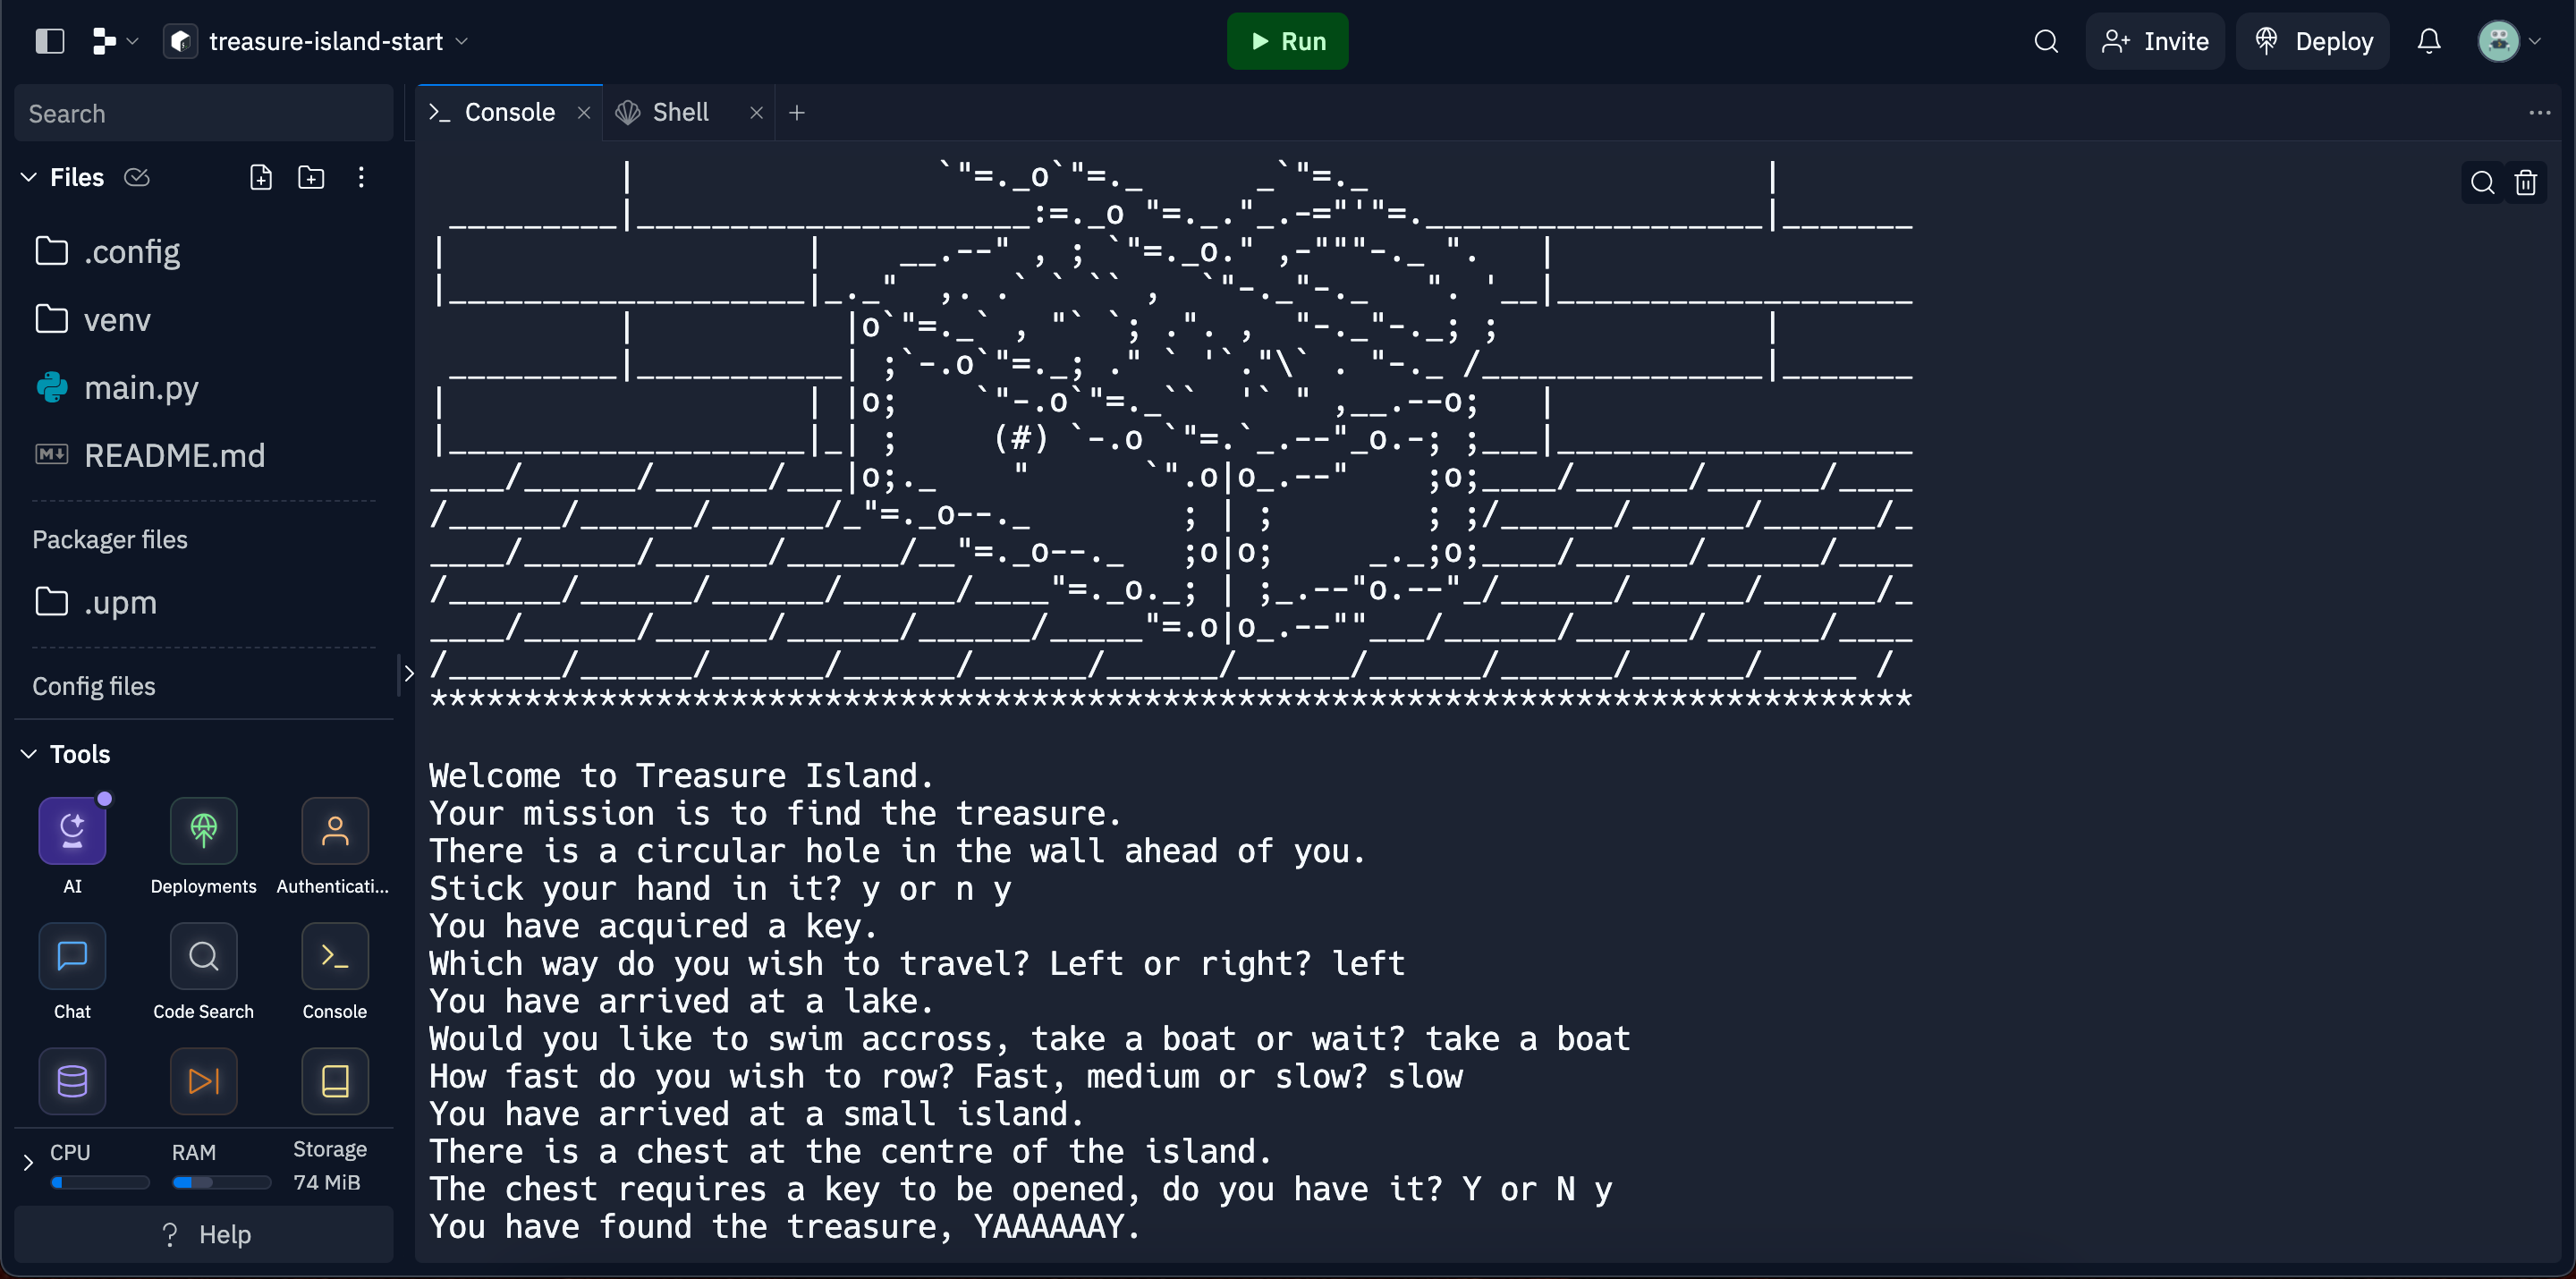 treasure-island-start
Run
Invite
Deploy
Search
Console
Shell
Files
.config
venv
main.py
README.md
Packager files
.upm
Config files
Tools
AI
Deployments
Authenticati...
Chat
Code Search
Console
CPU
RAM
Storage
74 MiB
? Help
*******************************************************************************
Welcome to Treasure Island.
Your mission is to find the treasure.
There is a circular hole in the wall ahead of you.
Stick your hand in it? y or n y
You have acquired a key.
Which way do you wish to travel? Left or right? left
You have arrived at a lake.
Would you like to swim accross, take a boat or wait? take a boat
How fast do you wish to row? Fast, medium or slow? slow
You have arrived at a small island.
There is a chest at the centre of the island.
The chest requires a key to be opened, do you have it? Y or N y
You have found the treasure, YAAAAAAY.